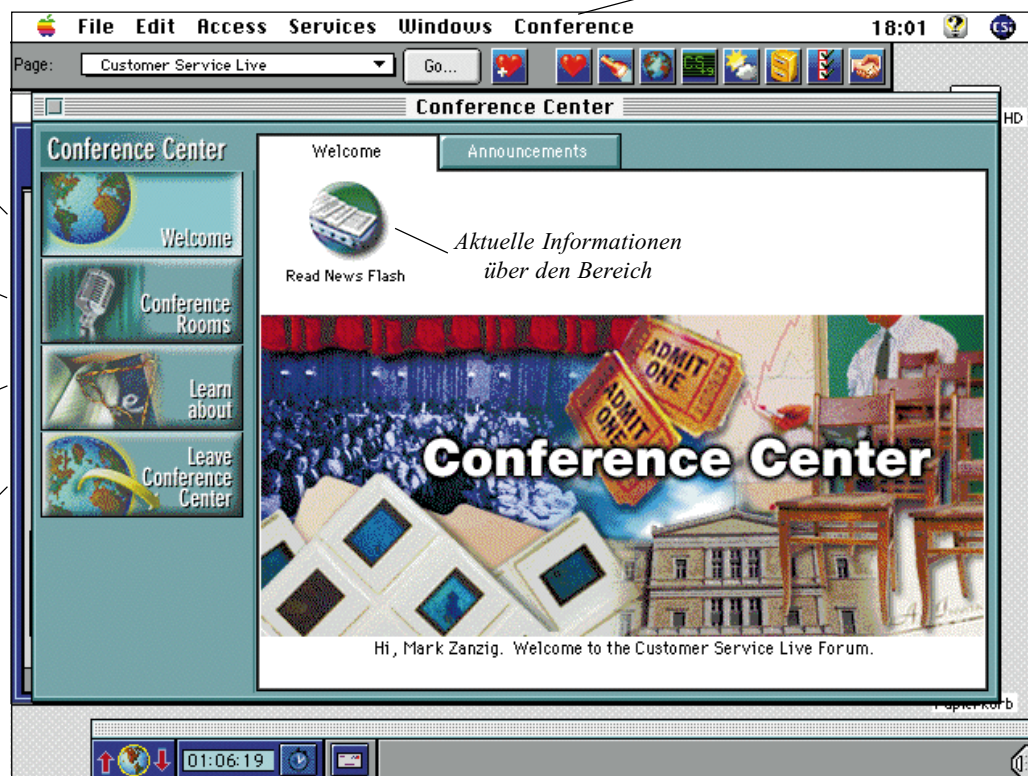 File Edit Access Services Windows Conference 18:01
CSi
Page: Customer Service Live Go...
Conference Center
HD
Conference Center
Welcome Announcements
Welcome
Read News Flash
Aktuelle Informationen
über den Bereich
Conference
Rooms
Learn
about
Leave
Conference
Center
ADMIT
ONE
ADMIT
ONE
Conference Center
Hi, Mark Zanzig. Welcome to the Customer Service Live Forum.
Papierkorb
01:06:19